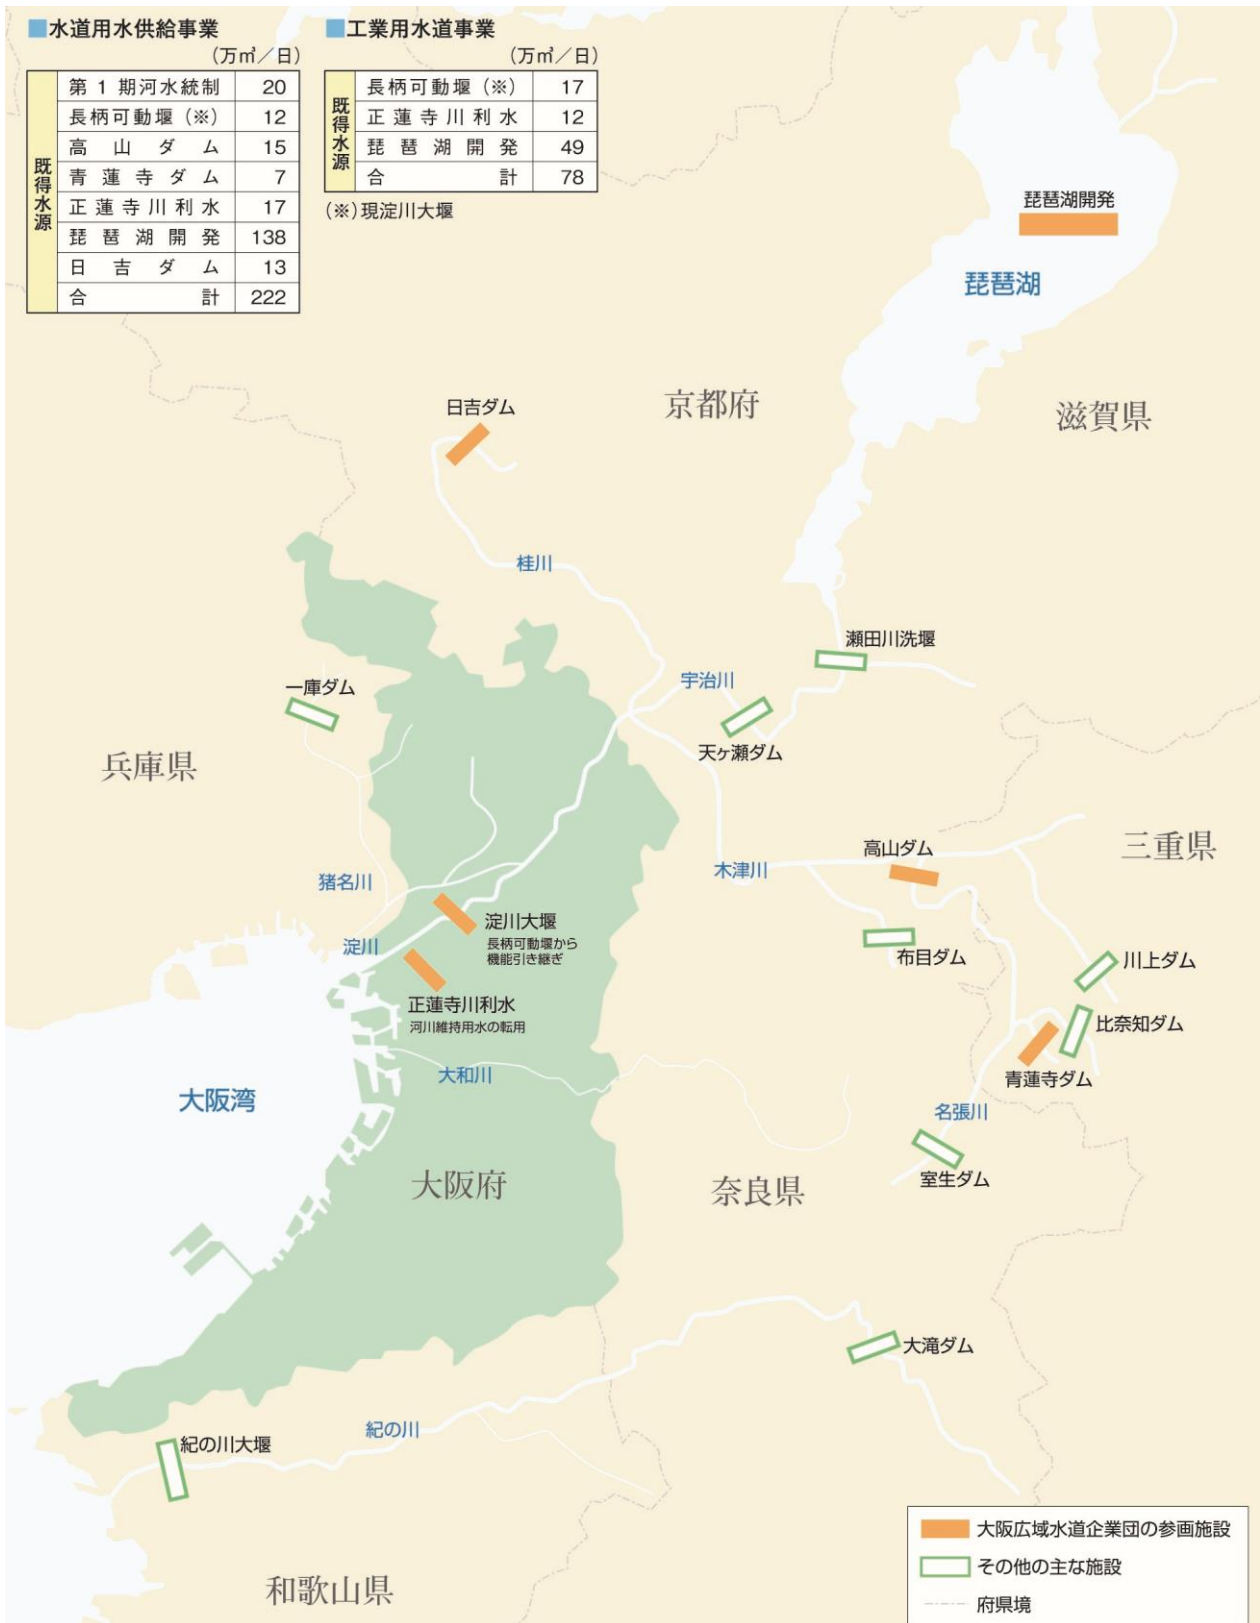 ■水道用水供給事業
(万㎥／日)
既得水源
第1期河水統制 20
長柄可動堰(※) 12
高山ダム 15
青蓮寺ダム 7
正蓮寺川利水 17
琵琶湖開発 138
日吉ダム 13
合計 222
■工業用水道事業
(万㎥／日)
既得水源
長柄可動堰(※) 17
正蓮寺川利水 12
琵琶湖開発 49
合計 78
(※)現淀川大堰
琵琶湖開発
琵琶湖
日吉ダム
京都府
滋賀県
桂川
瀬田川洗堰
宇治川
一庫ダム
天ヶ瀬ダム
兵庫県
三重県
高山ダム
木津川
猪名川
淀川大堰
長柄可動堰から
機能引き継ぎ
淀川
布目ダム
川上ダム
正蓮寺川利水
河川維持用水の転用
比奈知ダム
大和川
青蓮寺ダム
大阪湾
名張川
大阪府
奈良県
室生ダム
大滝ダム
紀の川
紀の川大堰
和歌山県
大阪広域水道企業団の参画施設
その他の主な施設
府県境